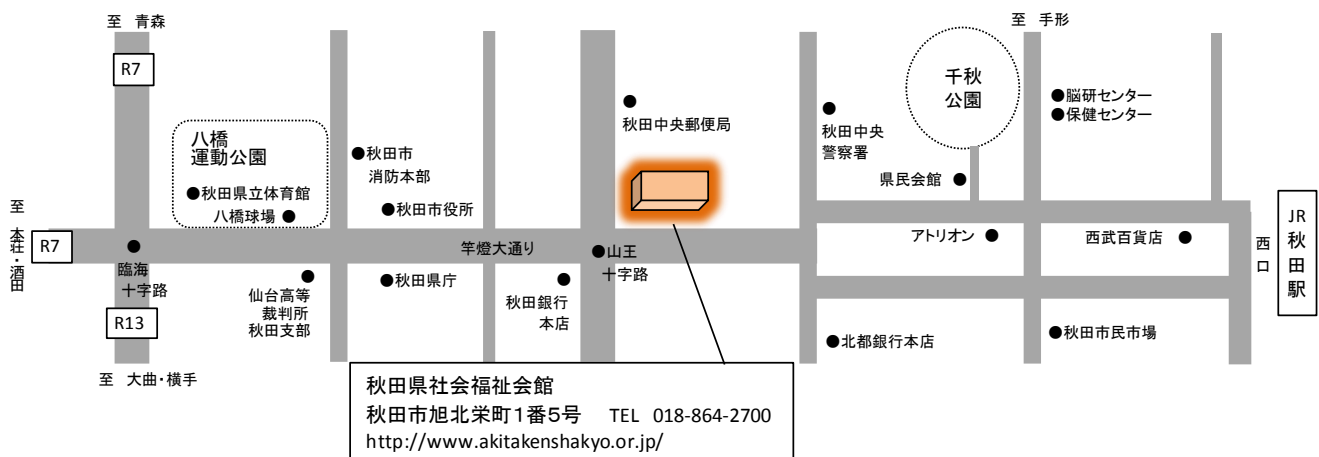 至 青森
至 手形
R7
千秋
公園
脳研センター
保健センター
秋田中央郵便局
秋田中央
警察署
八橋
運動公園
秋田市
消防本部
県民会館
秋田県立体育館
八橋球場
秋田市役所
至 本荘・酒田
R7
竿燈大通り
山王
十字路
アトリオン
西武百貨店
西口
JR秋田駅
臨海
十字路
仙台高等
裁判所
秋田支部
秋田県庁
秋田銀行
本店
R13
北都銀行本店
秋田市民市場
至 大曲・横手
秋田県社会福祉会館
秋田市旭北栄町1番5号 TEL 018-864-2700
http://www.akitakenshakyo.or.jp/